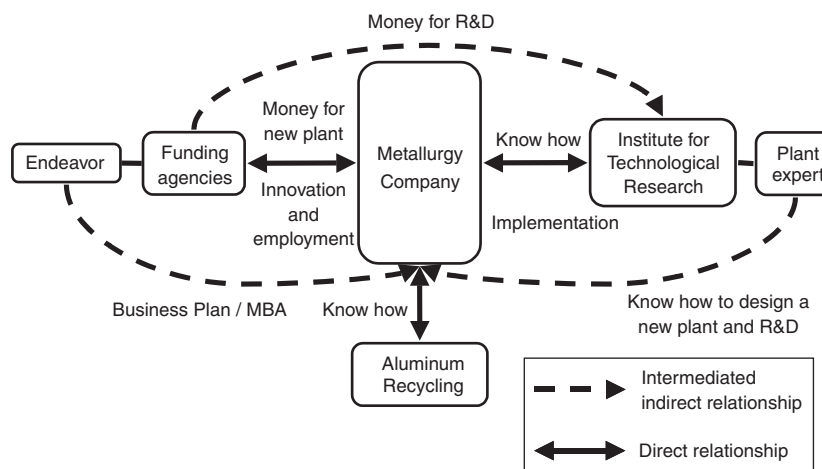 Money for R&D
Money for
new plant
Know how
Endeavor
Funding
agencies
Metallurgy
Company
Institute for
Technological
Research
Plant
expert
Innovation
and
employment
Implementation
Business Plan / MBA
Know how
Know how to design a
new plant and R&D
Aluminum
Recycling
Intermediated
indirect relationship
Direct relationship